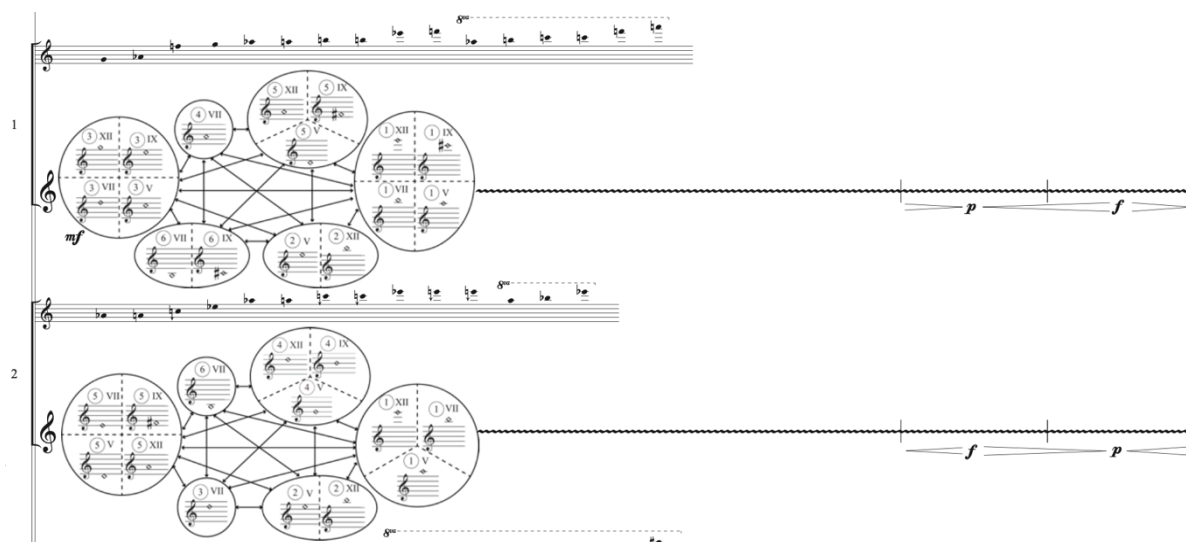 8va
1
⑤ XII ⑤ IX
④ VII
⑤ V
③ XII ③ IX
① XII ① IX
③ VII ③ V
① VII ① V
mf
⑥ VII ⑥ IX
② V ② XII
p f
8va
2
④ XII ④ IX
⑥ VII
④ V
⑤ VII ⑤ IX
① XII ① VII
⑤ V ⑤ XII
① V
③ VII
② V ② XII
f p
8va